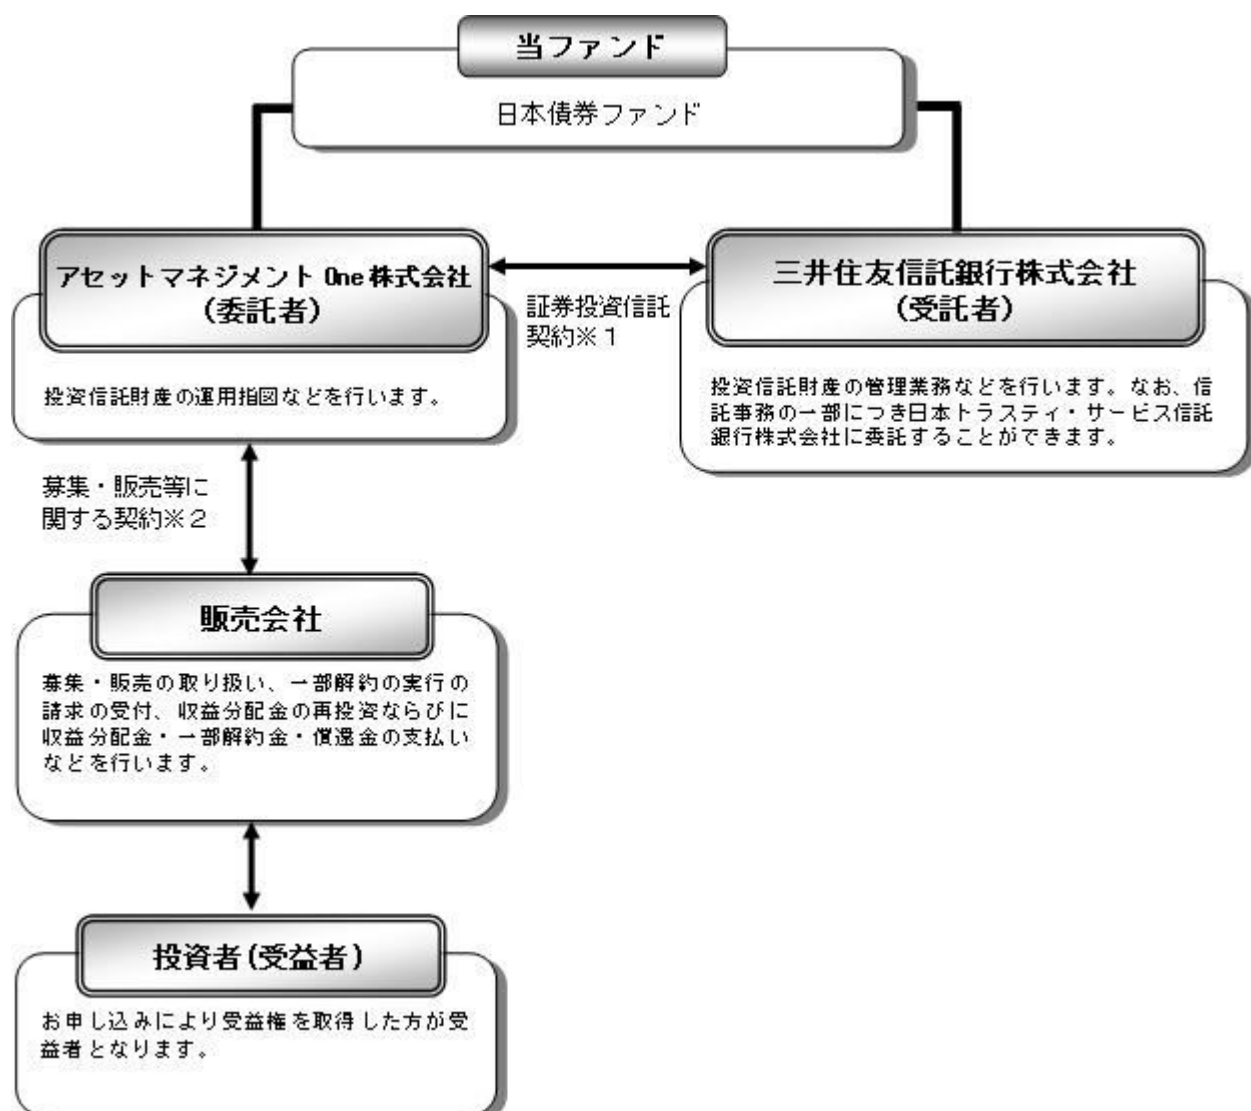 当ファンド
日本債券ファンド
アセットマネジメント One 株式会社
(委託者)
投資信託財産の運用指図などを行います。
証券投資信託
契約※1
三井住友信託銀行株式会社
(受託者)
投資信託財産の管理業務などを行います。なお、信
託事務の一部につき日本トラスティ・サービス信託
銀行株式会社に委託することができます。
募集・販売等に
関する契約※2
販売会社
募集・販売の取り扱い、一部解約の実行の
請求の受付、収益分配金の再投資ならびに
収益分配金・一部解約金・償還金の支払い
などを行います。
投資者(受益者)
お申し込みにより受益権を取得した方が受
益者となります。